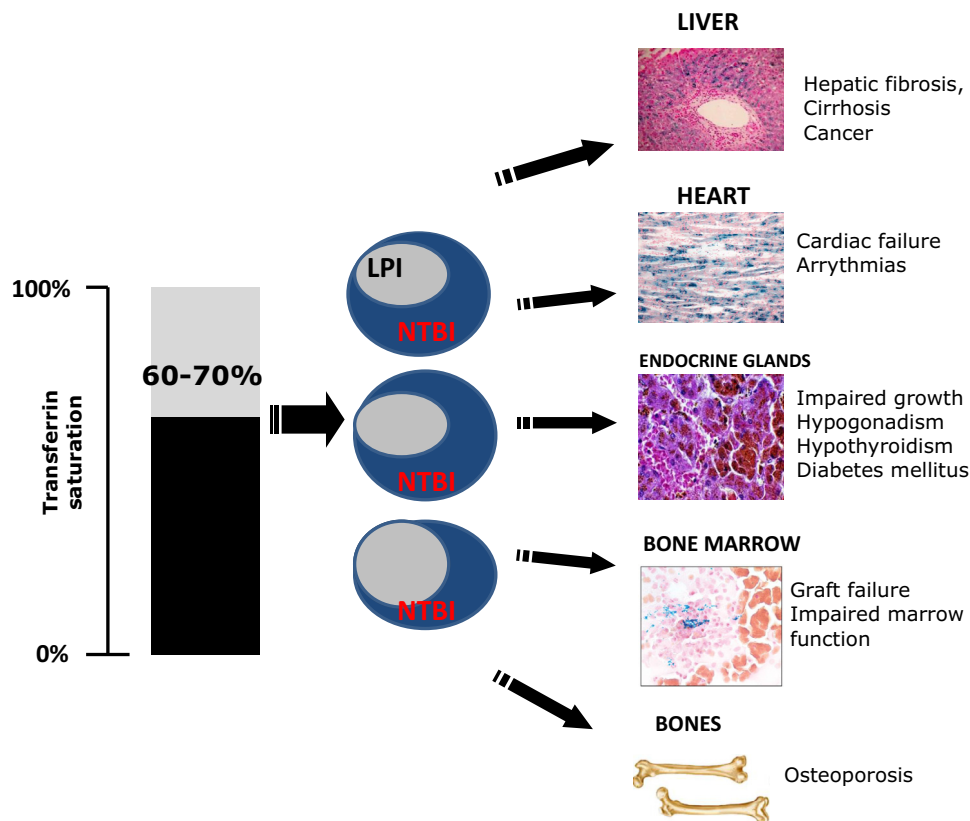 LIVER
Hepatic fibrosis,
Cirrhosis
Cancer
HEART
Cardiac failure
Arrythmias
100%
60-70%
0%
Transferrin
saturation
LPI
NTBI
NTBI
NTBI
ENDOCRINE GLANDS
Impaired growth
Hypogonadism
Hypothyroidism
Diabetes mellitus
BONE MARROW
Graft failure
Impaired marrow
function
BONES
Osteoporosis